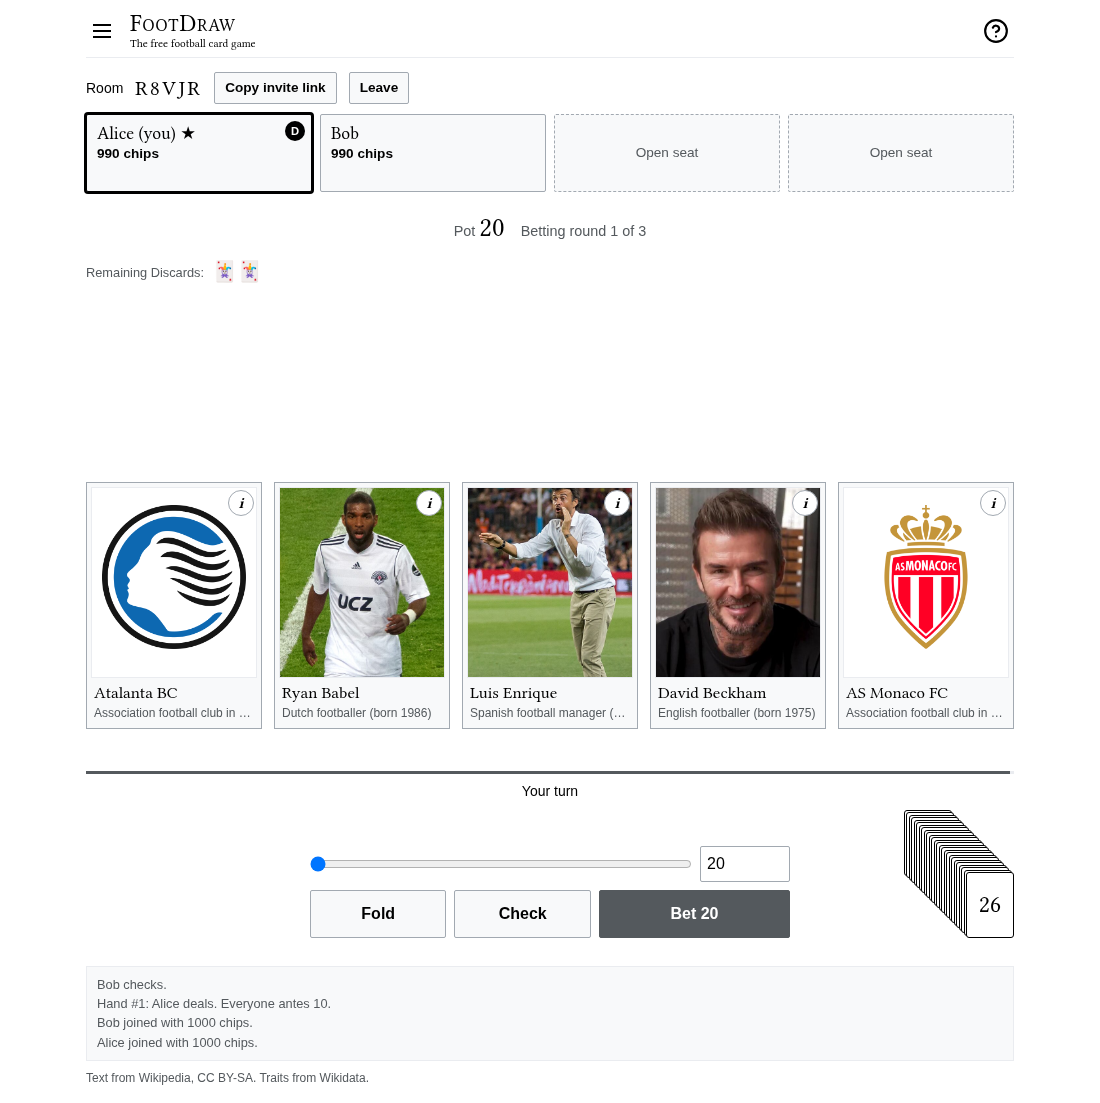 FootDraw
The free football card game
Room R8VJR Copy invite link Leave
Alice (you) ★ D
990 chips
Bob
990 chips
Open seat
Open seat
Pot 20 Betting round 1 of 3
Remaining Discards:
i i i i i
UCZ
ASMONACOFC
Atalanta BC
Association football club in …
Ryan Babel
Dutch footballer (born 1986)
Luis Enrique
Spanish football manager (…
David Beckham
English footballer (born 1975)
AS Monaco FC
Association football club in …
Your turn
20
Fold Check Bet 20
26
Bob checks.
Hand #1: Alice deals. Everyone antes 10.
Bob joined with 1000 chips.
Alice joined with 1000 chips.
Text from Wikipedia, CC BY-SA. Traits from Wikidata.